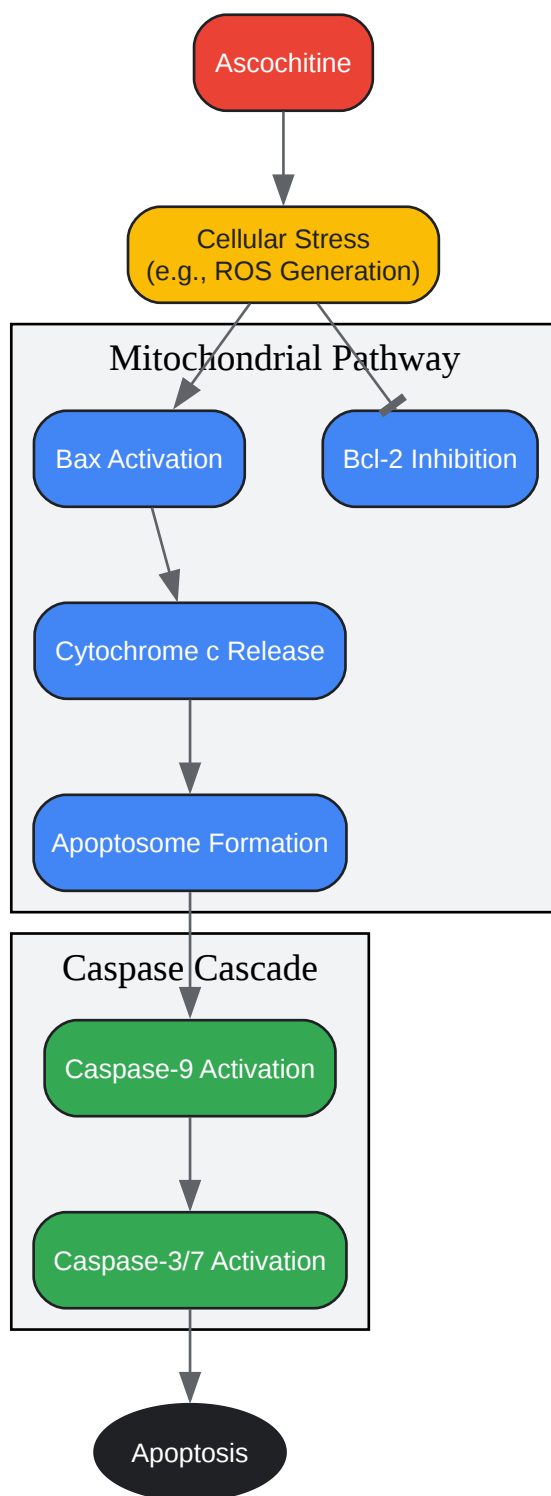 Ascochitine
Cellular Stress
(e.g., ROS Generation)
Mitochondrial Pathway
Bax Activation
Bcl-2 Inhibition
Cytochrome c Release
Apoptosome Formation
Caspase Cascade
Caspase-9 Activation
Caspase-3/7 Activation
Apoptosis